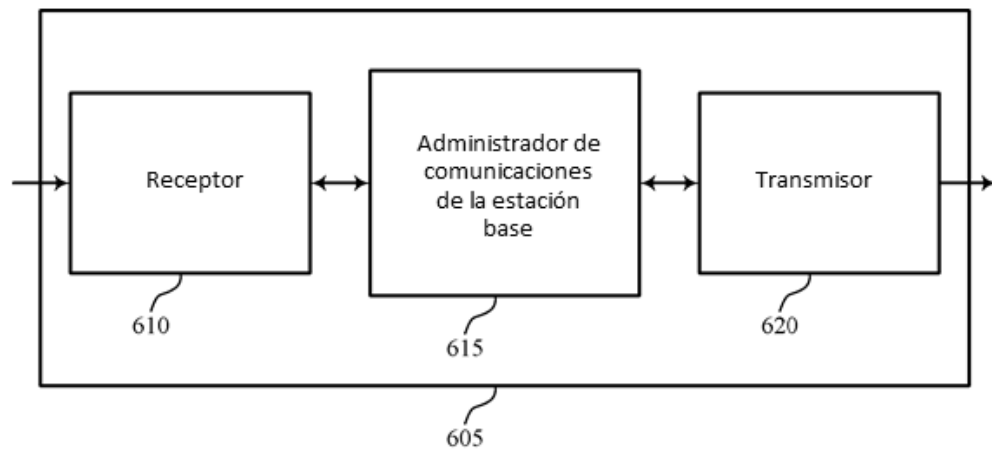 Receptor
Administrador de
comunicaciones
de la estación
base
Transmisor
610
615
620
605